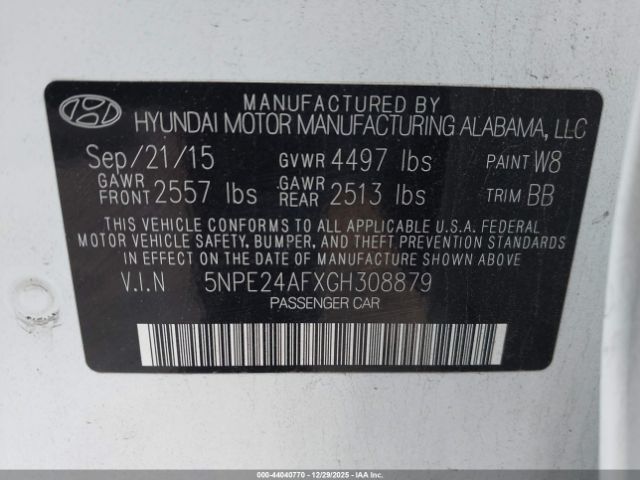 MANUFACTURED BY
HYUNDAI MOTOR MANUFACTURING ALABAMA, LLC
Sep/21/15 GVWR 4497 lbs PAINT W8
GAWR FRONT 2557 lbs GAWR REAR 2513 lbs TRIM BB
THIS VEHICLE CONFORMS TO ALL APPLICABLE U.S.A. FEDERAL
MOTOR VEHICLE SAFETY, BUMPER, AND THEFT PREVENTION STANDARDS
IN EFFECT ON THE DATE OF MANUFACTURE SHOWN ABOVE.
V.I.N 5NPE24AFXGH308879
PASSENGER CAR
000-44040770 - 12/29/2025 - IAAI.COM